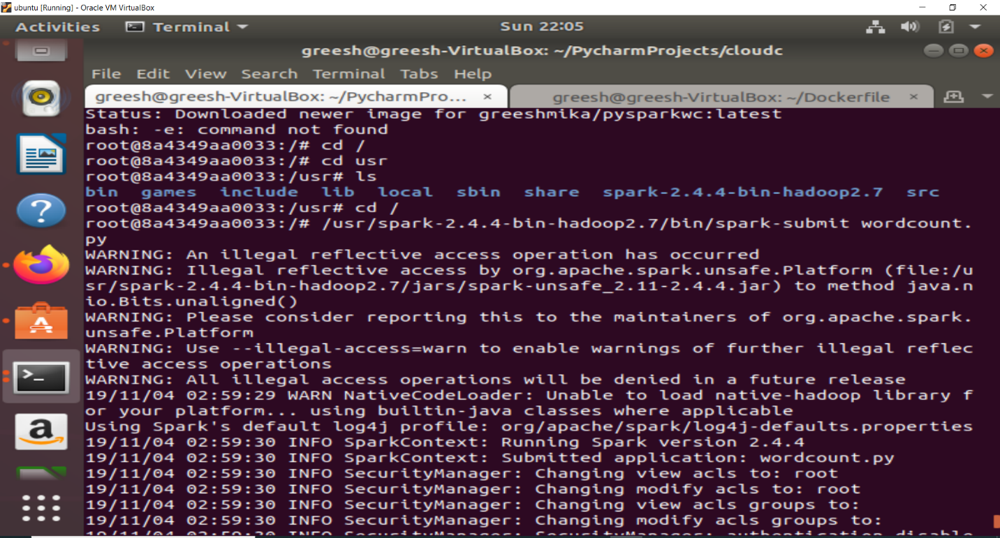 ubuntu [Running] - Oracle VM VirtualBox
Activities Terminal Sun 22:05
greesh@greesh-VirtualBox: ~/PycharmProjects/cloudc
File Edit View Search Terminal Tabs Help
greesh@greesh-VirtualBox: ~/PycharmPro... × greesh@greesh-VirtualBox: ~/Dockerfile ×
Status: Downloaded newer image for greeshmika/pysparkwc:latest
bash: -e: command not found
root@8a4349aa0033:/# cd /
root@8a4349aa0033:/# cd usr
root@8a4349aa0033:/usr# ls
bin games include lib local sbin share spark-2.4.4-bin-hadoop2.7 src
root@8a4349aa0033:/usr# cd /
root@8a4349aa0033:/# /usr/spark-2.4.4-bin-hadoop2.7/bin/spark-submit wordcount.
py
WARNING: An illegal reflective access operation has occurred
WARNING: Illegal reflective access by org.apache.spark.unsafe.Platform (file:/u
sr/spark-2.4.4-bin-hadoop2.7/jars/spark-unsafe_2.11-2.4.4.jar) to method java.n
io.Bits.unaligned()
WARNING: Please consider reporting this to the maintainers of org.apache.spark.
unsafe.Platform
WARNING: Use --illegal-access=warn to enable warnings of further illegal reflec
tive access operations
WARNING: All illegal access operations will be denied in a future release
19/11/04 02:59:29 WARN NativeCodeLoader: Unable to load native-hadoop library f
or your platform... using builtin-java classes where applicable
Using Spark's default log4j profile: org/apache/spark/log4j-defaults.properties
19/11/04 02:59:30 INFO SparkContext: Running Spark version 2.4.4
19/11/04 02:59:30 INFO SparkContext: Submitted application: wordcount.py
19/11/04 02:59:30 INFO SecurityManager: Changing view acls to: root
19/11/04 02:59:30 INFO SecurityManager: Changing modify acls to: root
19/11/04 02:59:30 INFO SecurityManager: Changing view acls groups to:
19/11/04 02:59:30 INFO SecurityManager: Changing modify acls groups to:
19/11/04 02:59:30 INFO SecurityManager: SecurityManager: authentication disable